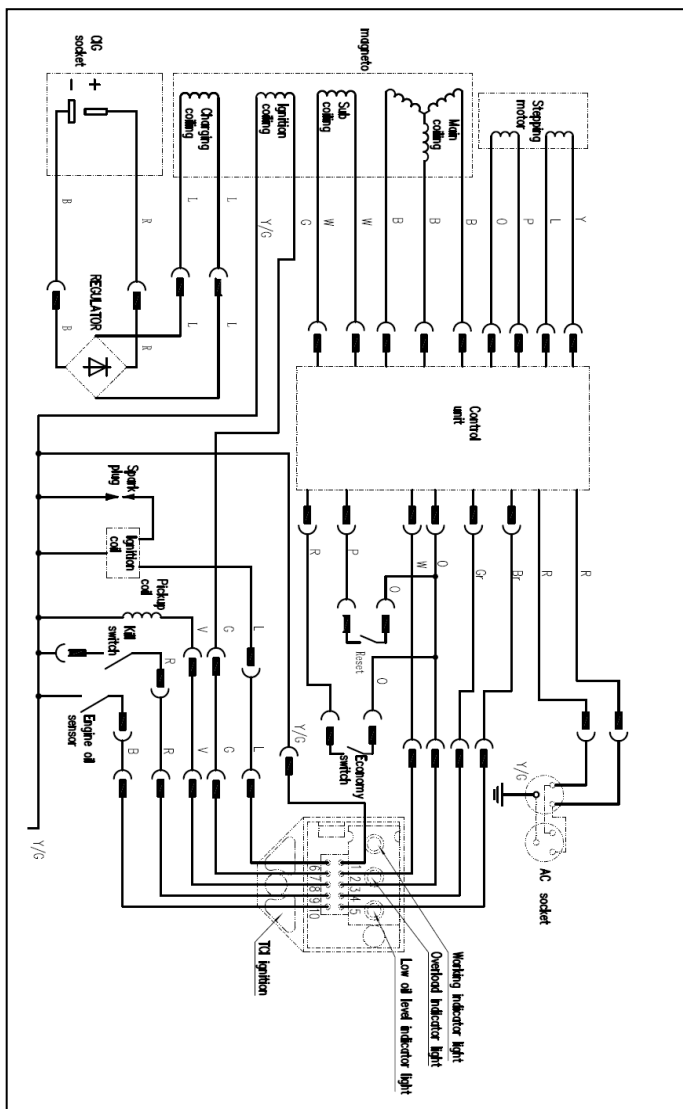 CIG
socket
+
-
magneto
Charging
coiling
Ignition
coiling
Sub
coiling
Main
coiling
Stepping
motor
B
R
L
L
Y/G
G
W
W
B
B
B
O
P
L
Y
REGULATOR
B
R
L
L
Control
unit
Spark
plug
Ignition
coil
Pickup
coil
Kill
switch
Engine oil
sensor
R
P
W
O
Gr
Br
R
R
O
Reset
O
Economy
switch
V
G
L
R
B
R
V
G
L
Y/G
Y/G
AC socket
Y/G
1
2
3
4
5
6
7
8
9
10
TCI ignition
Low oil level indicator light
Overload indicator light
Working indicator light